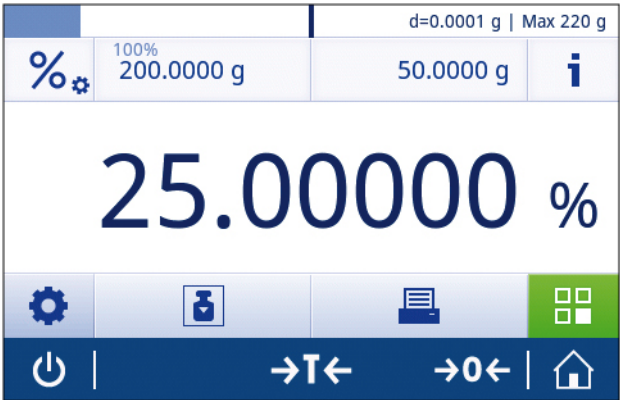 d=0.0001 g | Max 220 g
%
100%
200.0000 g
50.0000 g
i
25.00000 %
→T←
→0←